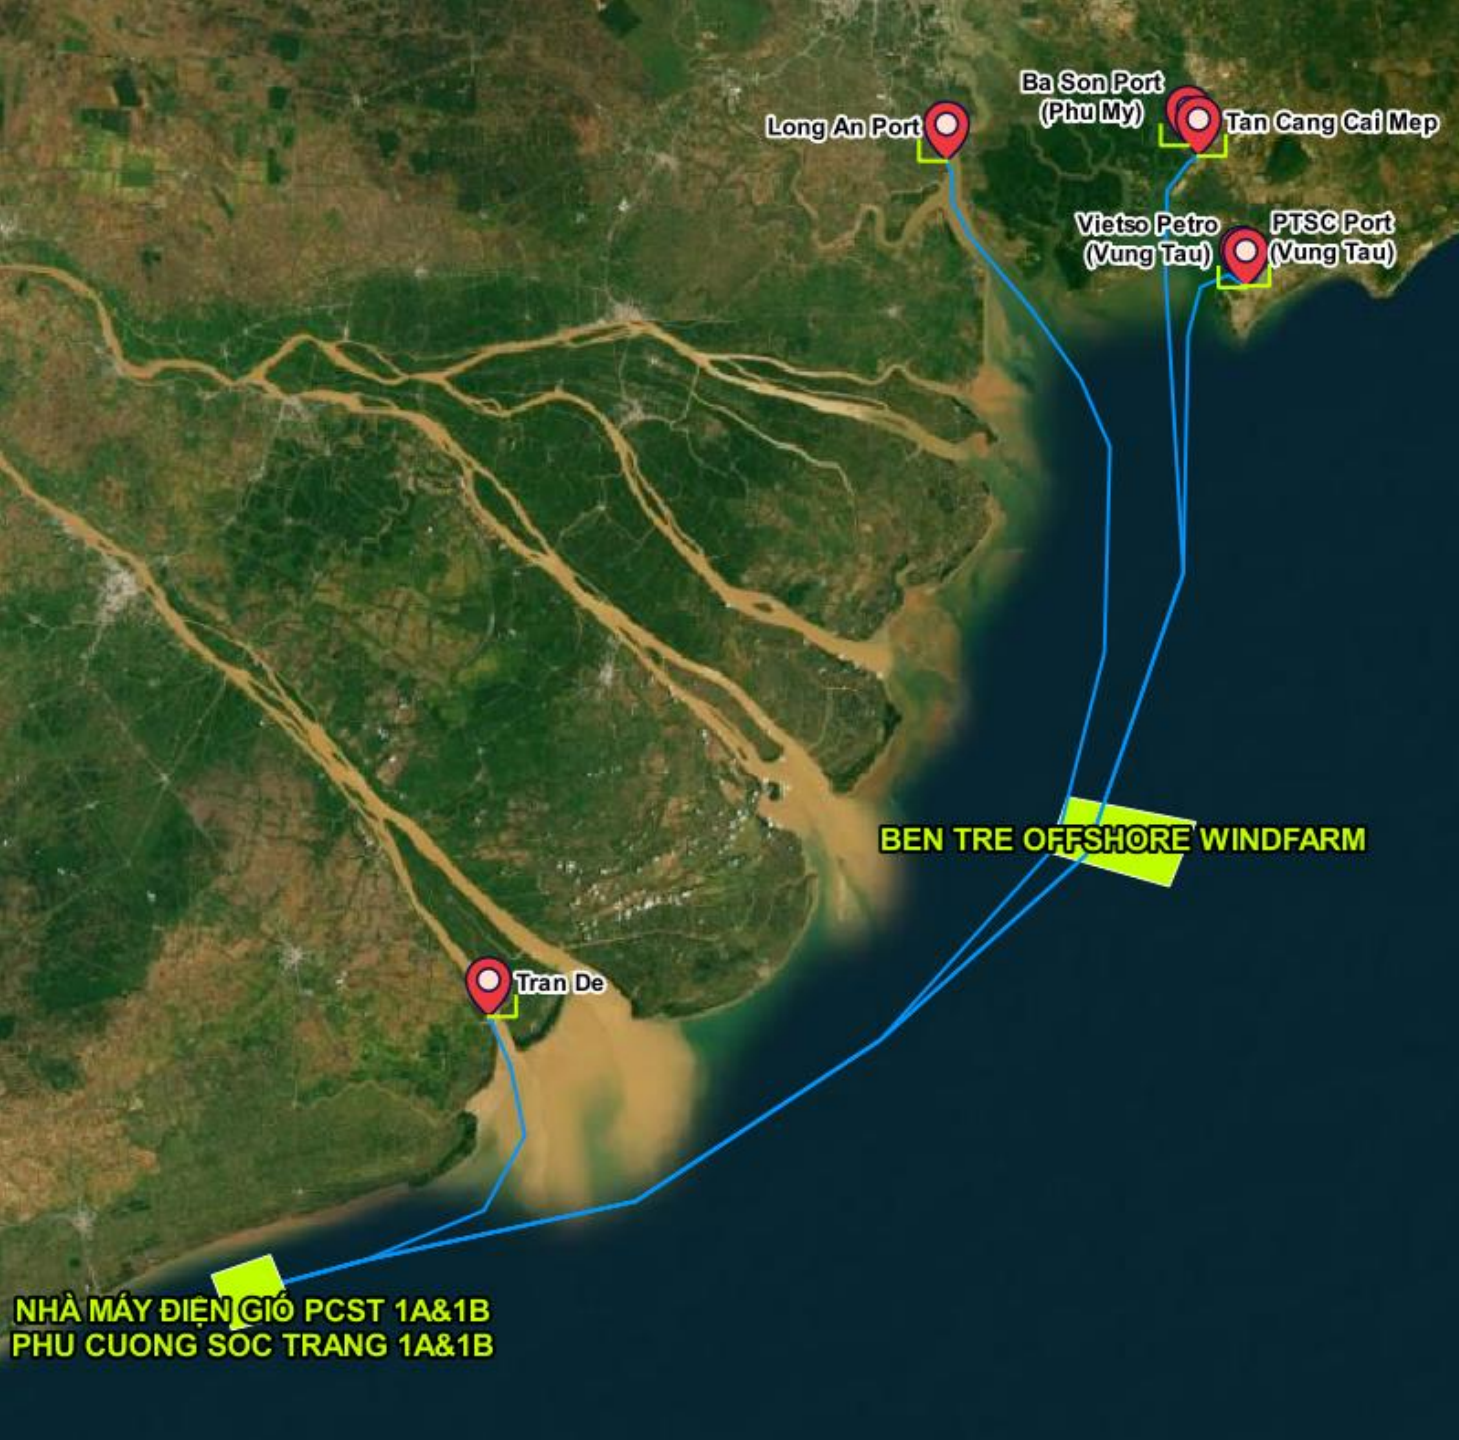 Ba Son Port
(Phu My)
Long An Port
Tan Cang Cai Mep
Vietso Petro
(Vung Tau)
PTSC Port
(Vung Tau)
BEN TRE OFFSHORE WINDFARM
Tran De
NHÀ MÁY ĐIỆN GIÓ PCST 1A&1B
PHU CUONG SOC TRANG 1A&1B